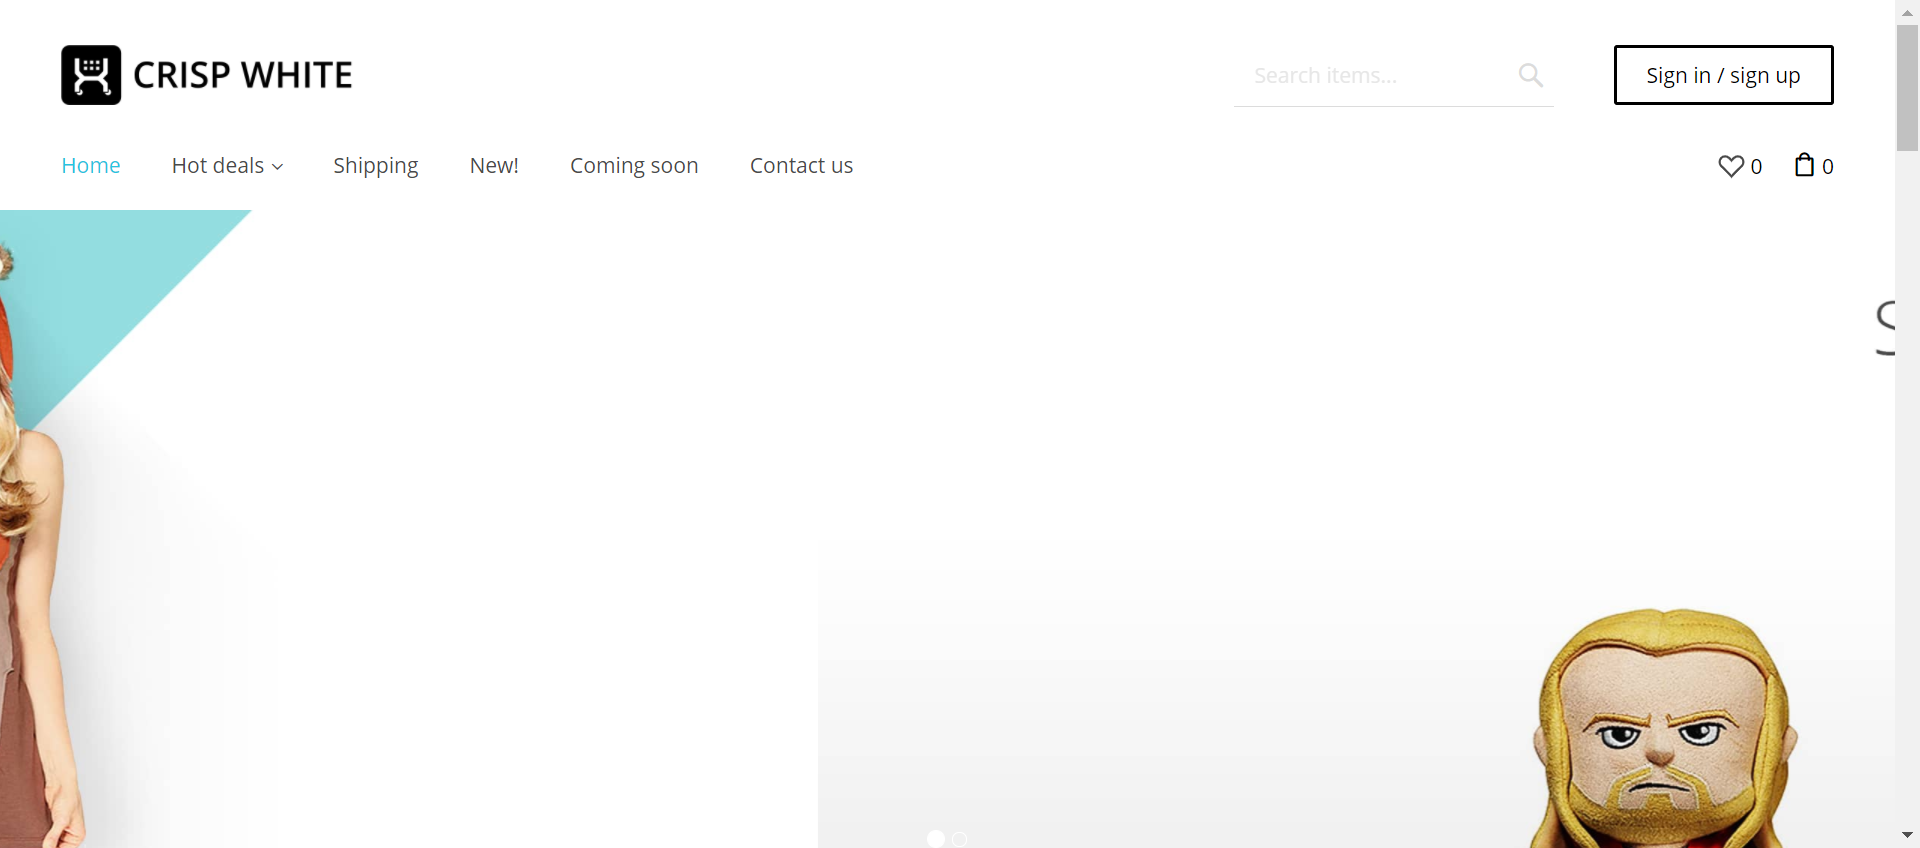 CRISP WHITE
Search items...
Sign in / sign up
Home
Hot deals
Shipping
New!
Coming soon
Contact us
0
0